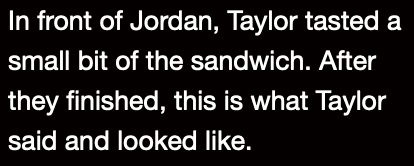 In front of Jordan, Taylor tasted a
small bit of the sandwich. After
they finished, this is what Taylor
said and looked like.